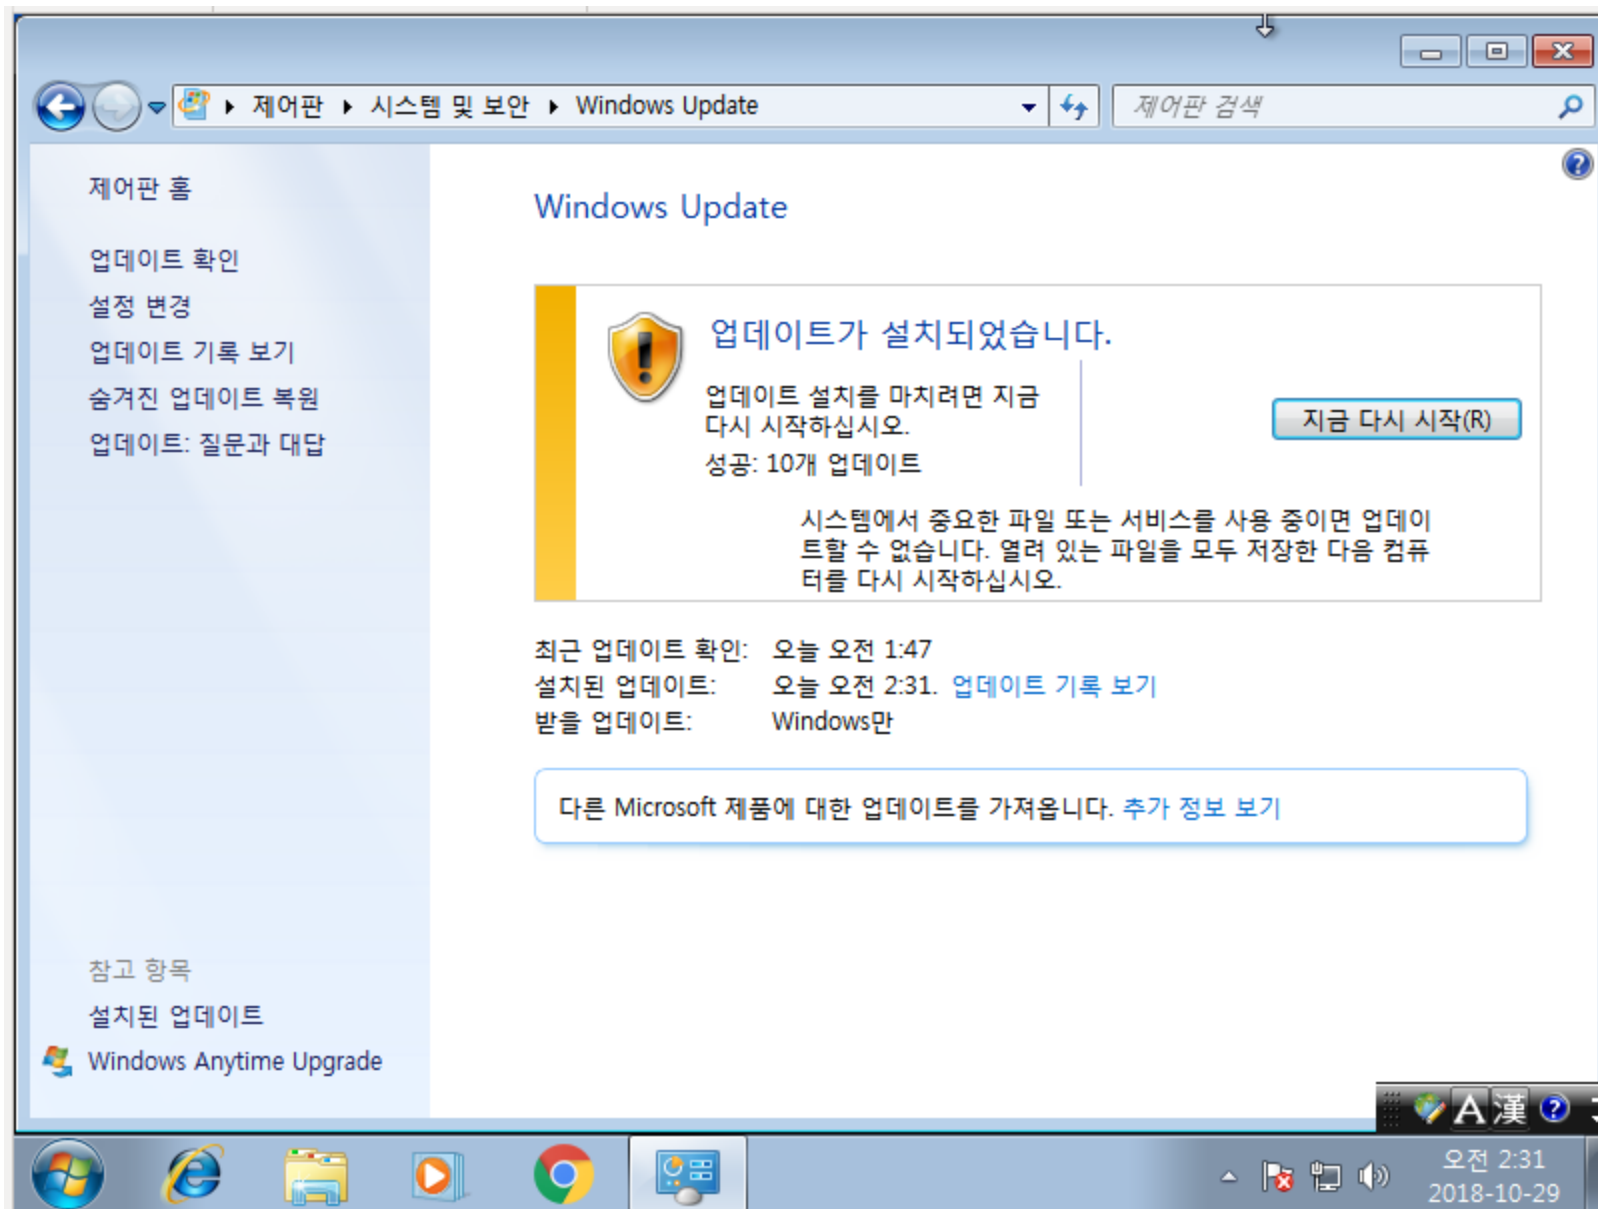 제어판 ▸ 시스템 및 보안 ▸ Windows Update
제어판 검색
제어판 홈
업데이트 확인
설정 변경
업데이트 기록 보기
숨겨진 업데이트 복원
업데이트: 질문과 대답
Windows Update
업데이트가 설치되었습니다.
업데이트 설치를 마치려면 지금
다시 시작하십시오.
성공: 10개 업데이트
지금 다시 시작(R)
시스템에서 중요한 파일 또는 서비스를 사용 중이면 업데이
트할 수 없습니다. 열려 있는 파일을 모두 저장한 다음 컴퓨
터를 다시 시작하십시오.
최근 업데이트 확인: 오늘 오전 1:47
설치된 업데이트: 오늘 오전 2:31. 업데이트 기록 보기
받을 업데이트: Windows만
다른 Microsoft 제품에 대한 업데이트를 가져옵니다. 추가 정보 보기
참고 항목
설치된 업데이트
Windows Anytime Upgrade
A 漢
오전 2:31
2018-10-29